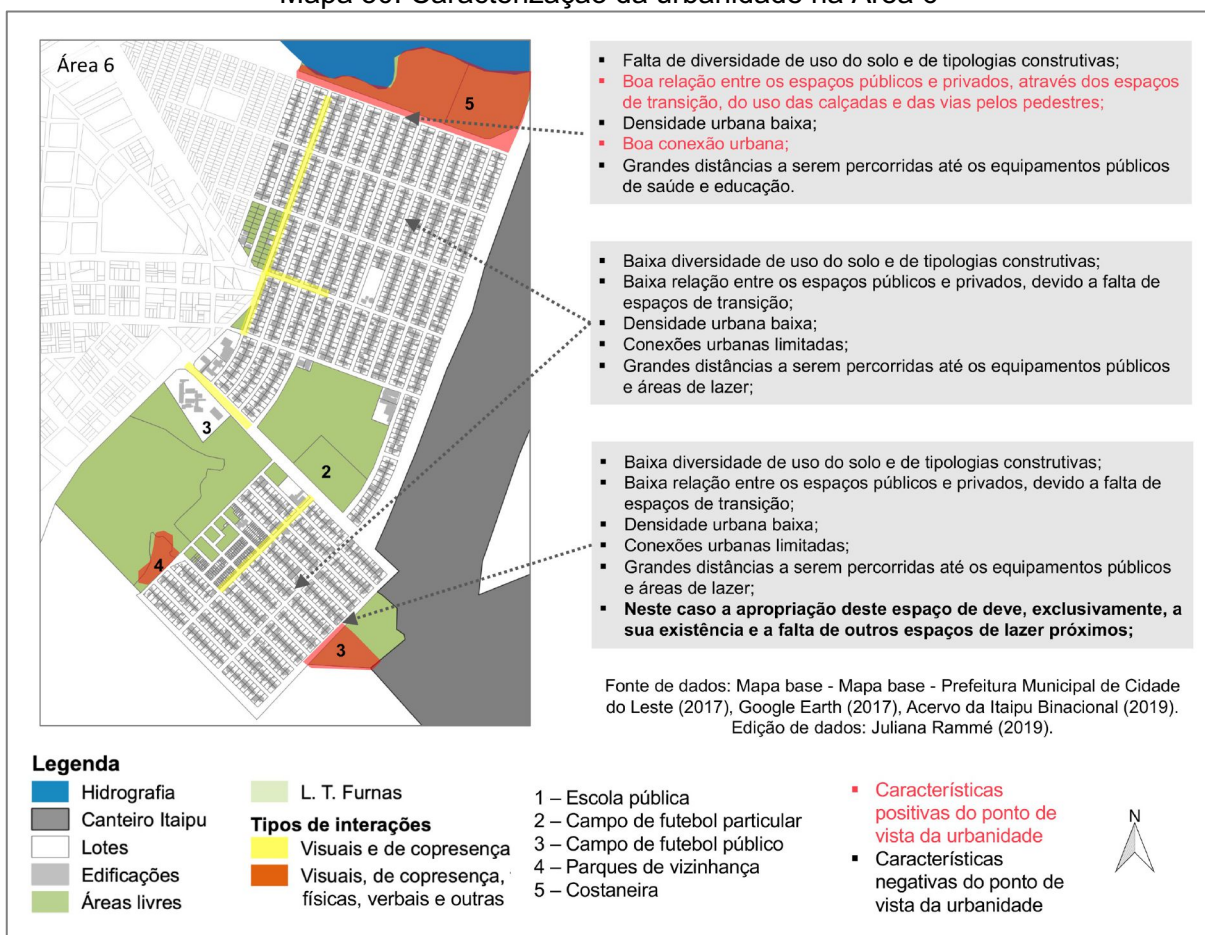 Mapa 30: Caracterização da urbanidade na Área 6
Área 6
5
3
2
4
3
▪ Falta de diversidade de uso do solo e de tipologias construtivas;
▪ Boa relação entre os espaços públicos e privados, através dos espaços
de transição, do uso das calçadas e das vias pelos pedestres;
▪ Densidade urbana baixa;
▪ Boa conexão urbana;
▪ Grandes distâncias a serem percorridas até os equipamentos públicos
de saúde e educação.
▪ Baixa diversidade de uso do solo e de tipologias construtivas;
▪ Baixa relação entre os espaços públicos e privados, devido a falta de
espaços de transição;
▪ Densidade urbana baixa;
▪ Conexões urbanas limitadas;
▪ Grandes distâncias a serem percorridas até os equipamentos públicos
e áreas de lazer;
▪ Baixa diversidade de uso do solo e de tipologias construtivas;
▪ Baixa relação entre os espaços públicos e privados, devido a falta de
espaços de transição;
▪ Densidade urbana baixa;
▪ Conexões urbanas limitadas;
▪ Grandes distâncias a serem percorridas até os equipamentos públicos
e áreas de lazer;
▪ Neste caso a apropriação deste espaço de deve, exclusivamente, a
sua existência e a falta de outros espaços de lazer próximos;
Fonte de dados: Mapa base - Mapa base - Prefeitura Municipal de Cidade
do Leste (2017), Google Earth (2017), Acervo da Itaipu Binacional (2019).
Edição de dados: Juliana Rammé (2019).
Legenda
Hidrografia
Canteiro Itaipu
Lotes
Edificações
Áreas livres
L. T. Furnas
Tipos de interações
Visuais e de copresença
Visuais, de copresença,
físicas, verbais e outras
1 – Escola pública
2 – Campo de futebol particular
3 – Campo de futebol público
4 – Parques de vizinhança
5 – Costaneira
▪ Características
positivas do ponto de
vista da urbanidade
▪ Características
negativas do ponto de
vista da urbanidade
N